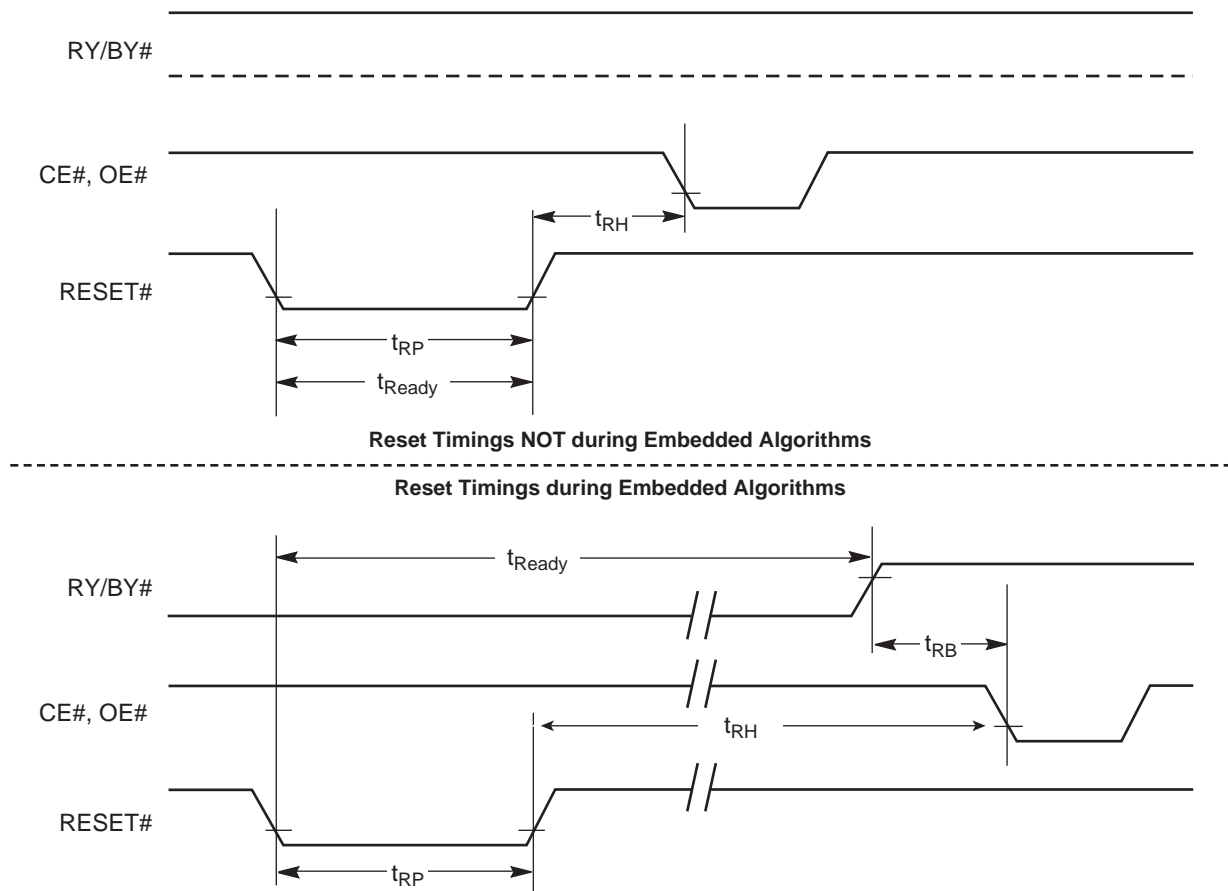 RY/BY#
CE#, OE#
tRH
RESET#
tRP
tReady
Reset Timings NOT during Embedded Algorithms
Reset Timings during Embedded Algorithms
tReady
RY/BY#
tRB
CE#, OE#
tRH
RESET#
tRP